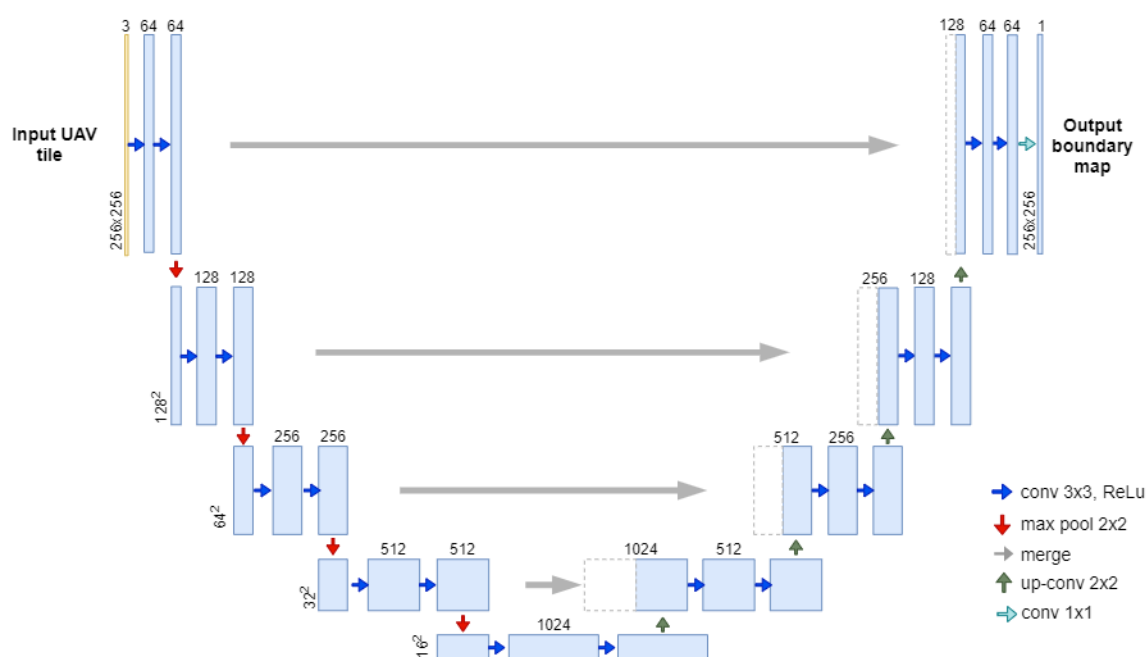 3 64 64
128 64 64 1
Input UAV
tile
Output
boundary
map
256x256
256x256
128 128
256 128
128²
256 256
512 256
64²
512 512
1024 512
32²
1024
16²
conv 3x3, ReLu
max pool 2x2
merge
up-conv 2x2
conv 1x1